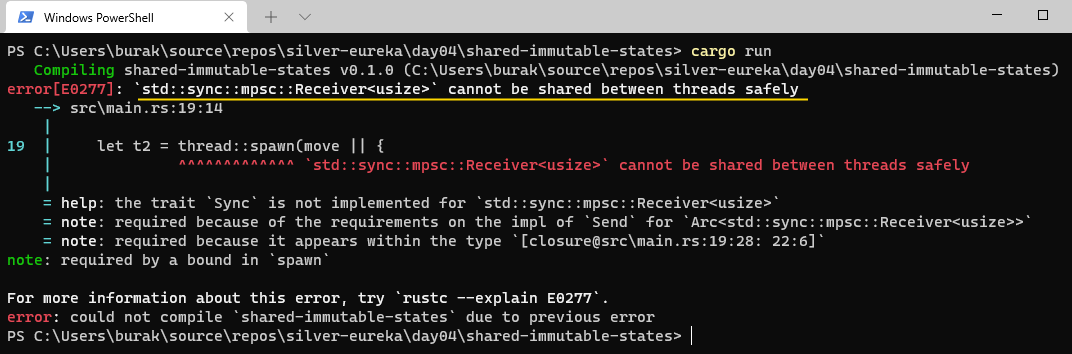 Windows PowerShell
PS C:\Users\burak\source\repos\silver-eureka\day04\shared-immutable-states> cargo run
   Compiling shared-immutable-states v0.1.0 (C:\Users\burak\source\repos\silver-eureka\day04\shared-immutable-states)
error[E0277]: `std::sync::mpsc::Receiver<usize>` cannot be shared between threads safely
   --> src\main.rs:19:14
    |
19  |     let t2 = thread::spawn(move || {
    |              ^^^^^^^^^^^^^ `std::sync::mpsc::Receiver<usize>` cannot be shared between threads safely
    |
    = help: the trait `Sync` is not implemented for `std::sync::mpsc::Receiver<usize>`
    = note: required because of the requirements on the impl of `Send` for `Arc<std::sync::mpsc::Receiver<usize>>`
    = note: required because it appears within the type `[closure@src\main.rs:19:28: 22:6]`
note: required by a bound in `spawn`
For more information about this error, try `rustc --explain E0277`.
error: could not compile `shared-immutable-states` due to previous error
PS C:\Users\burak\source\repos\silver-eureka\day04\shared-immutable-states>